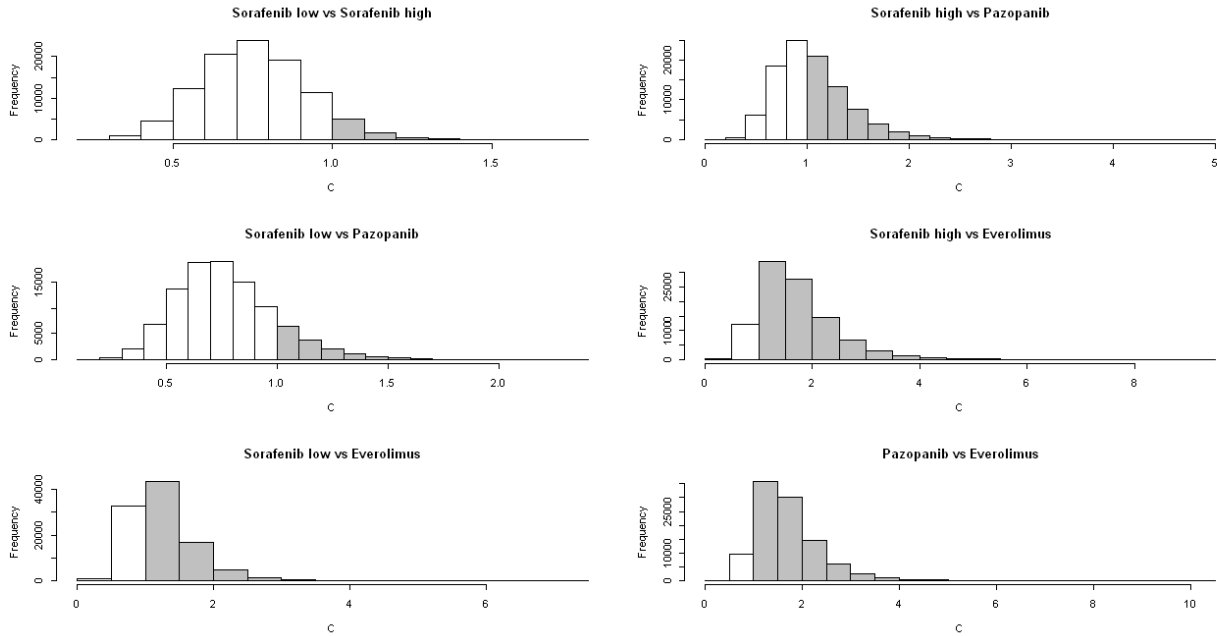 Sorafenib low vs Sorafenib high
Frequency
0 10000 20000
0.5 1.0 1.5
C
Sorafenib high vs Pazopanib
Frequency
0 10000 20000
0 1 2 3 4 5
C
Sorafenib low vs Pazopanib
Frequency
0 5000 15000
0.5 1.0 1.5 2.0
C
Sorafenib high vs Everolimus
Frequency
0 10000 25000
0 2 4 6 8
C
Sorafenib low vs Everolimus
Frequency
0 20000 40000
0 2 4 6
C
Pazopanib vs Everolimus
Frequency
0 10000 25000
0 2 4 6 8 10
C